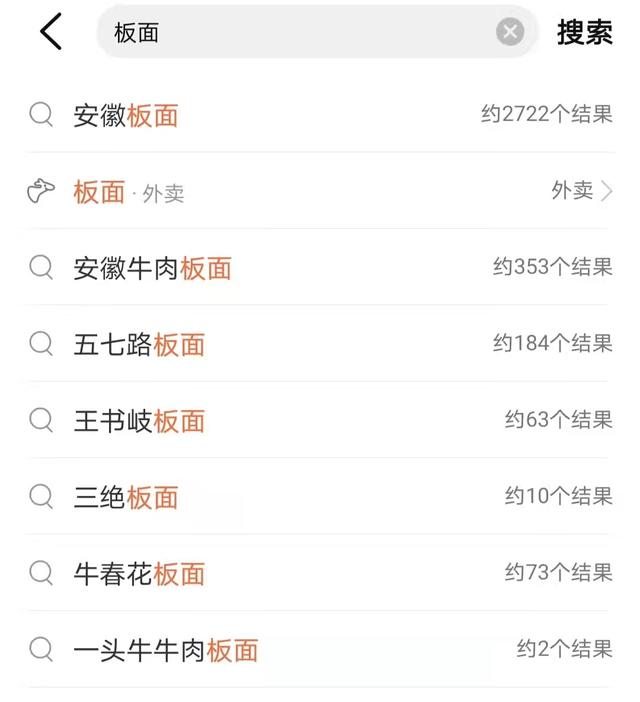 板面 搜索
安徽板面 约2722个结果
板面·外卖 外卖
安徽牛肉板面 约353个结果
五七路板面 约184个结果
王书岐板面 约63个结果
三绝板面 约10个结果
牛春花板面 约73个结果
一头牛牛肉板面 约2个结果